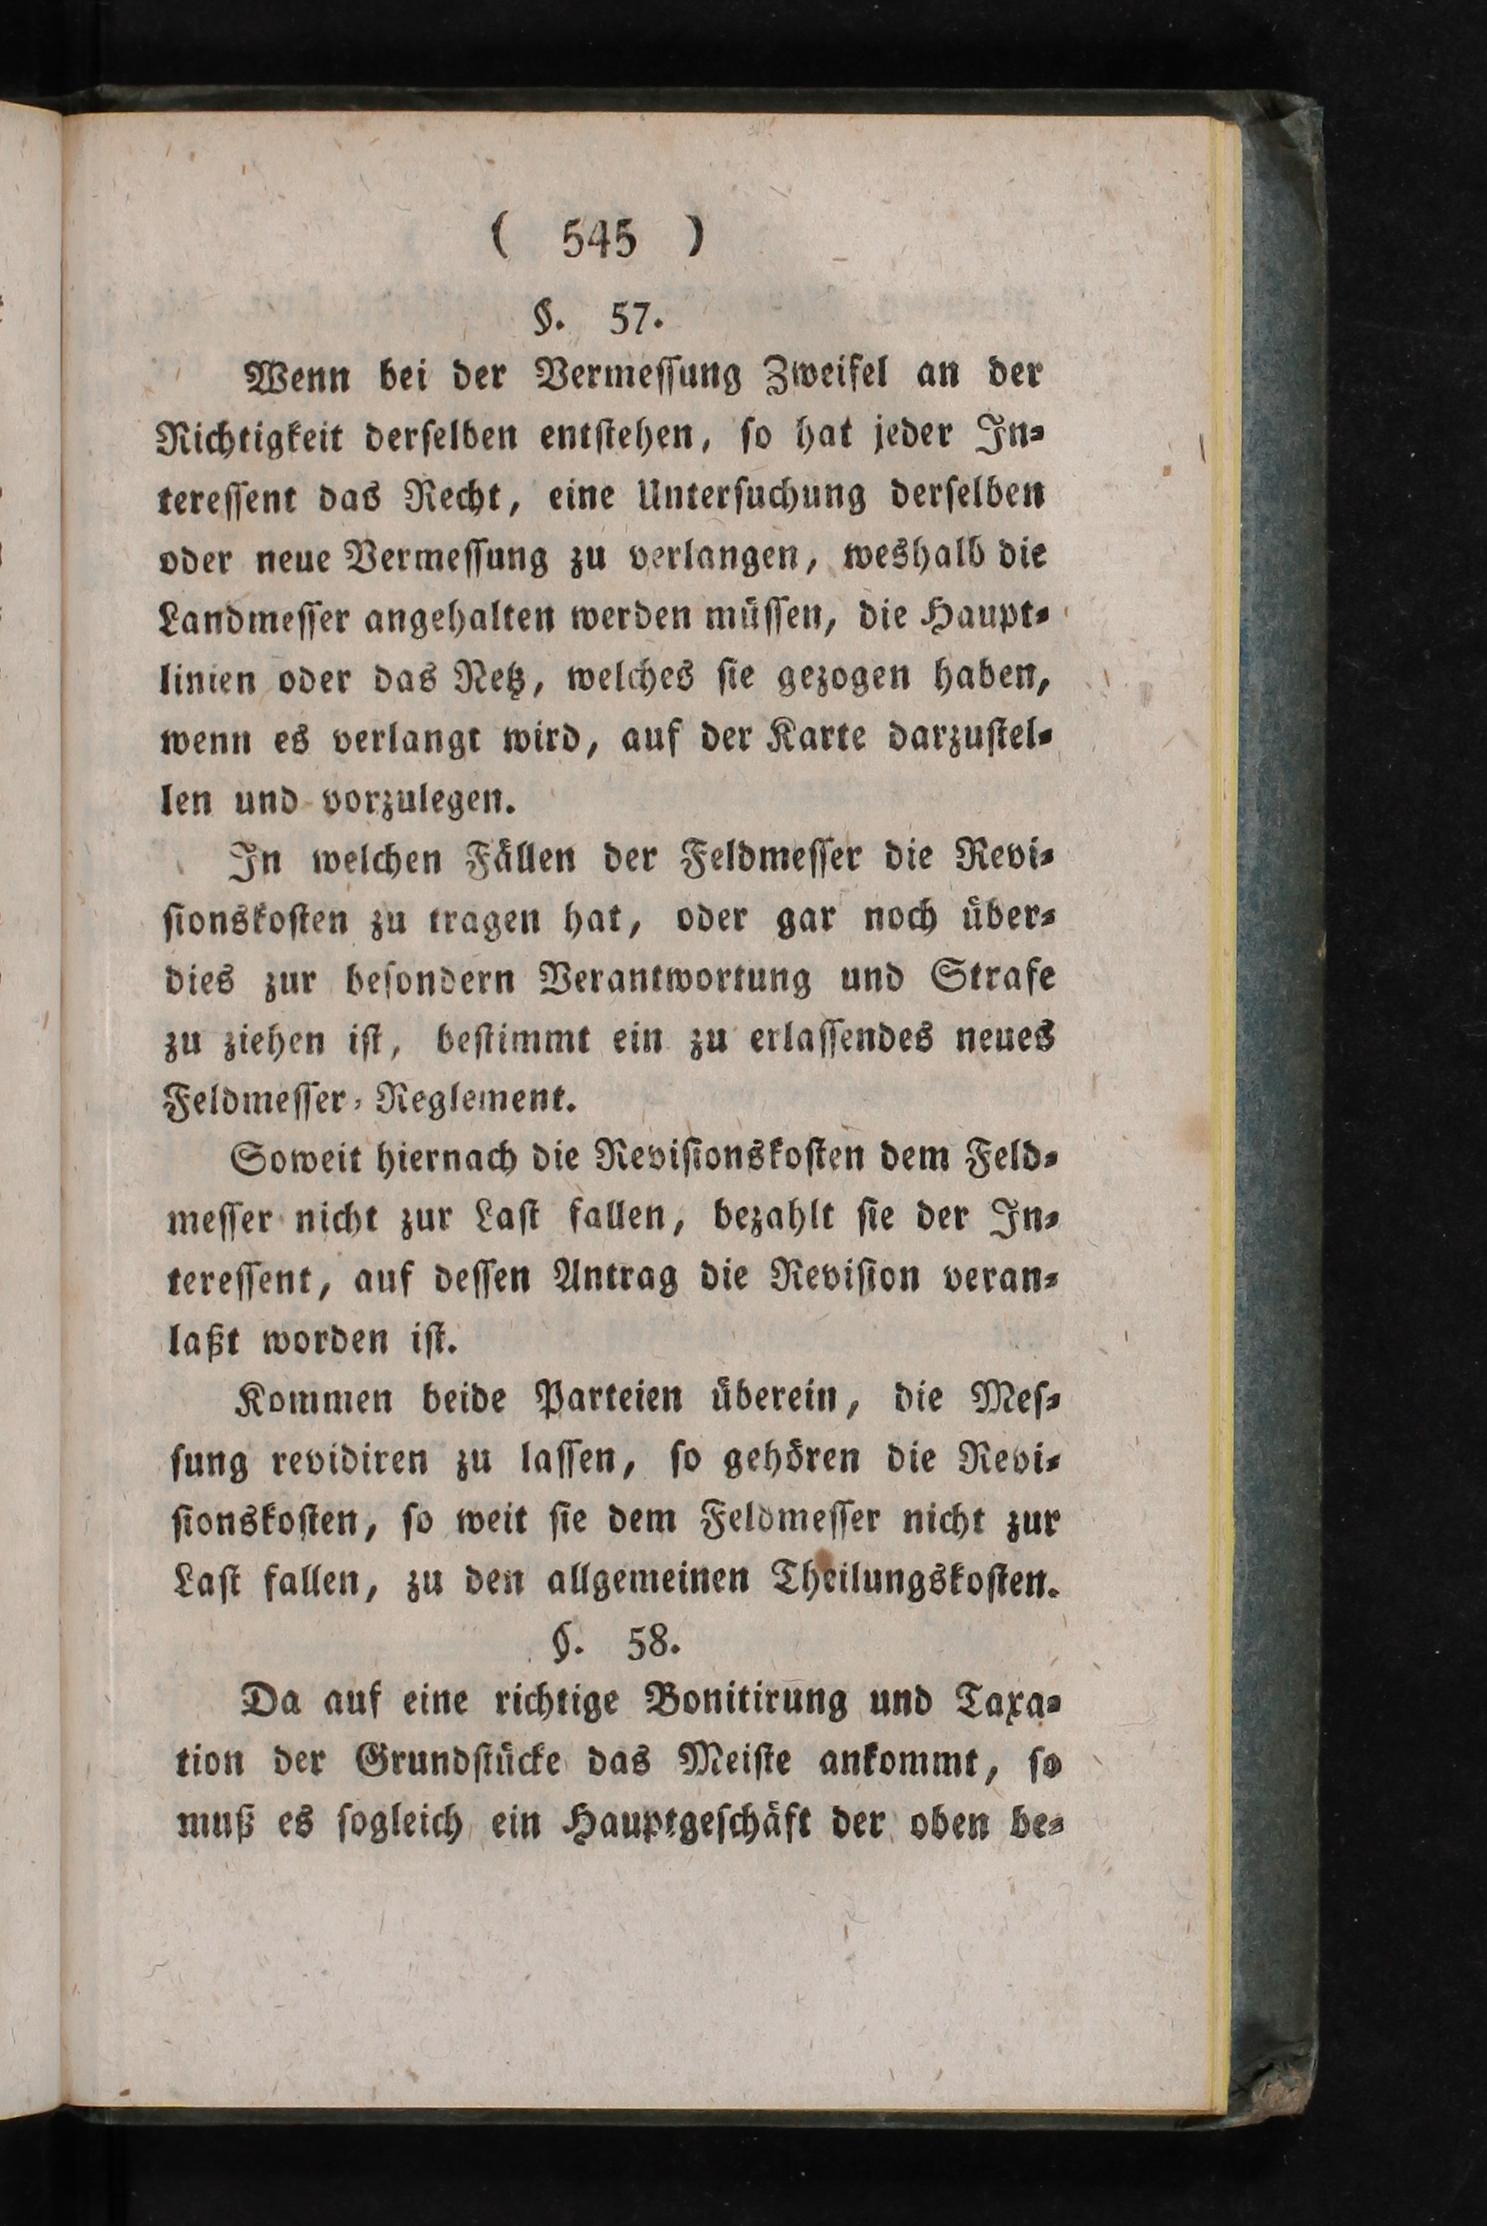 ( 545 )
§. 57.
Wenn bei der Vermeſſung Zweifel an der
Richtigkeit derſelben entſtehen, ſo hat jeder In-
tereſſent das Recht, eine Unterſuchung derſelben
oder neue Vermeſſung zu verlangen, weshalb die
Landmeſſer angehalten werden müſſen, die Haupt-
linien oder das Netz, welches ſie gezogen haben,
wenn es verlangt wird, auf der Karte darzuſtel-
len und vorzulegen.
In welchen Fällen der Feldmeſſer die Revi-
ſionskoſten zu tragen hat, oder gar noch über-
dies zur beſondern Verantwortung und Strafe
zu ziehen iſt, beſtimmt ein zu erlaſſendes neues
Feldmeſſer-Reglement.
Soweit hiernach die Reviſionskoſten dem Feld-
meſſer nicht zur Laſt fallen, bezahlt ſie der In-
tereſſent, auf deſſen Antrag die Reviſion veran-
laßt worden iſt.
Kommen beide Parteien überein, die Meſ-
ſung revidiren zu laſſen, ſo gehören die Revi-
ſionskoſten, ſo weit ſie dem Feldmeſſer nicht zur
Laſt fallen, zu den allgemeinen Theilungskoſten.
§. 58.
Da auf eine richtige Bonitirung und Taxa-
tion der Grundſtücke das Meiſte ankommt, ſo
muß es ſogleich ein Hauptgeſchäft der oben be-